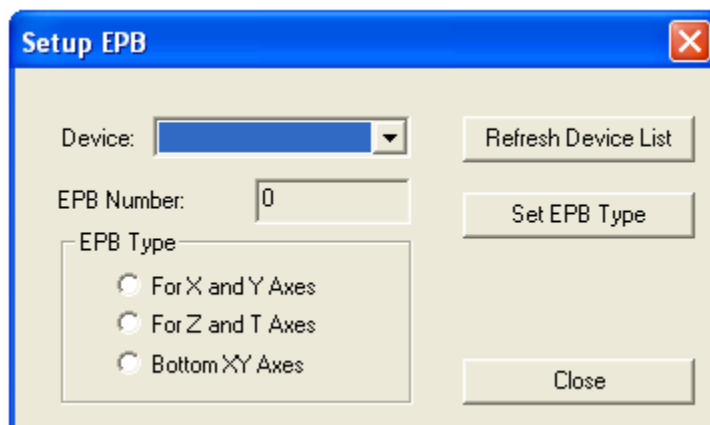 Setup EPB
Device:
Refresh Device List
EPB Number: 0
Set EPB Type
EPB Type
For X and Y Axes
For Z and T Axes
Bottom XY Axes
Close